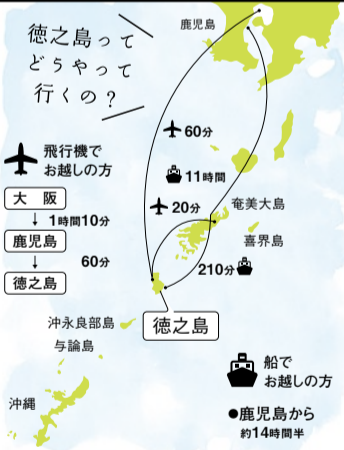 徳之島って
どうやって
行くの？
鹿児島
60分
11時間
20分
奄美大島
喜界島
210分
飛行機で
お越しの方
大 阪
↓ 1時間10分
鹿児島
↓ 60分
徳之島
徳之島
沖永良部島
与論島
沖縄
船で
お越しの方
●鹿児島から
約14時間半